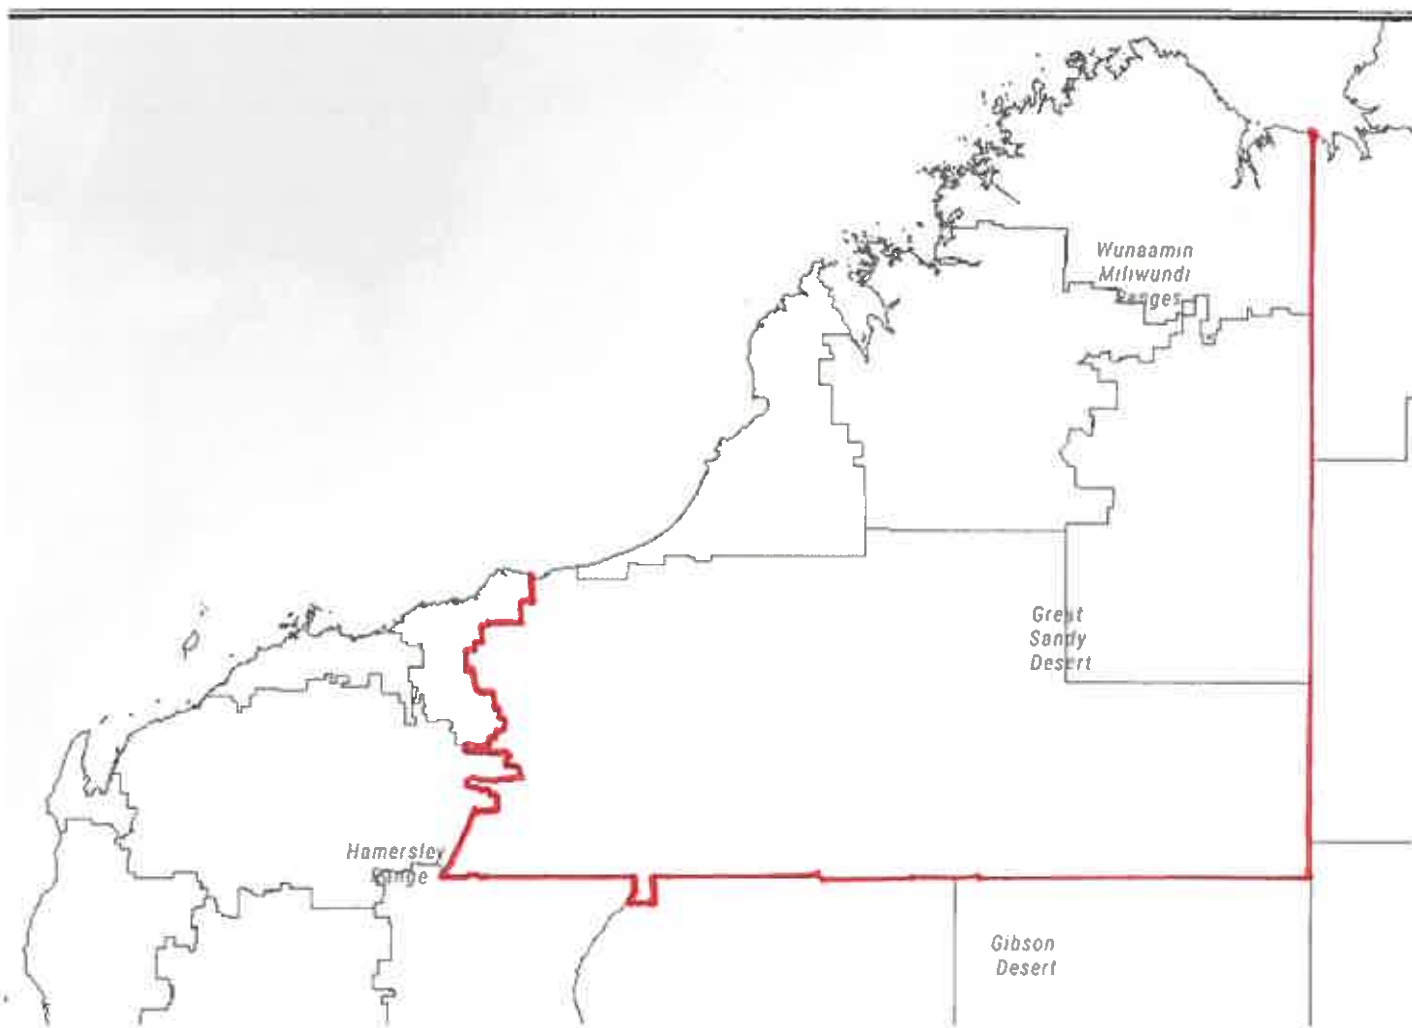 Wunaamin
Miliwundi
Ranges
Great
Sandy
Desert
Hamersley
Range
Gibson
Desert